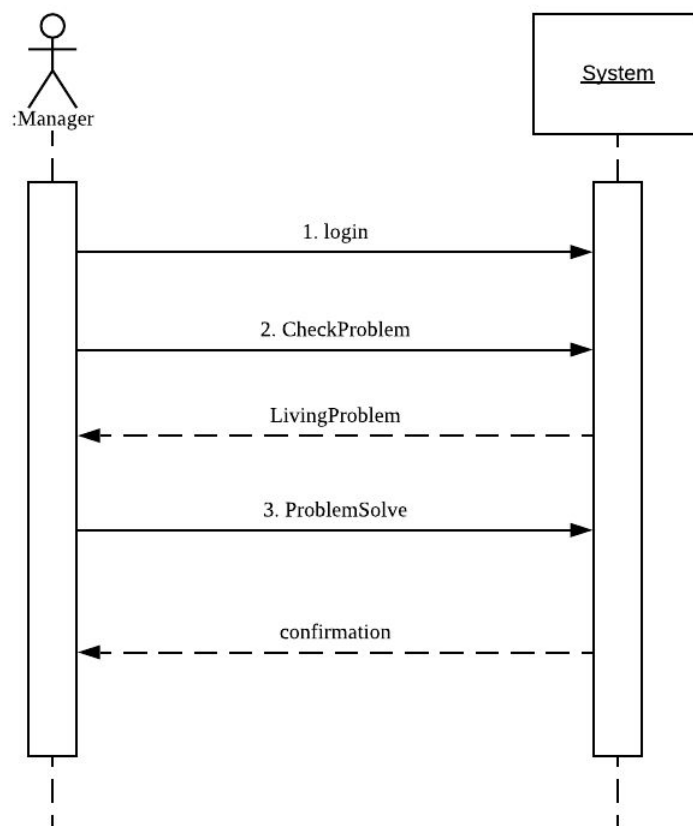 :Manager
System
1. login
2. CheckProblem
LivingProblem
3. ProblemSolve
confirmation